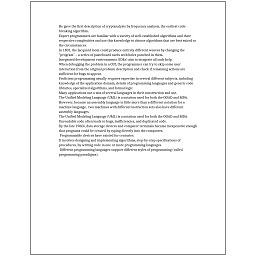 He gave the first description of cryptanalysis by frequency analysis, the earliest code-
breaking algorithm.
Expert programmers are familiar with a variety of well-established algorithms and their
respective complexities and use this knowledge to choose algorithms that are best suited to
the circumstances.
In 1801, the Jacquard loom could produce entirely different weaves by changing the
"program" – a series of pasteboard cards with holes punched in them.
Integrated development environments (IDEs) aim to integrate all such help.
When debugging the problem in a GUI, the programmer can try to skip some user
interaction from the original problem description and check if remaining actions are
sufficient for bugs to appear.
Proficient programming usually requires expertise in several different subjects, including
knowledge of the application domain, details of programming languages and generic code
libraries, specialized algorithms, and formal logic.
Many applications use a mix of several languages in their construction and use.
The Unified Modeling Language (UML) is a notation used for both the OOAD and MDA.
However, because an assembly language is little more than a different notation for a
machine language, two machines with different instruction sets also have different
assembly languages.
The Unified Modeling Language (UML) is a notation used for both the OOAD and MDA.
Unreadable code often leads to bugs, inefficiencies, and duplicated code.
By the late 1960s, data storage devices and computer terminals became inexpensive enough
that programs could be created by typing directly into the computers.
Programmable devices have existed for centuries.
It involves designing and implementing algorithms, step-by-step specifications of
procedures, by writing code in one or more programming languages.
Different programming languages support different styles of programming (called
programming paradigms).